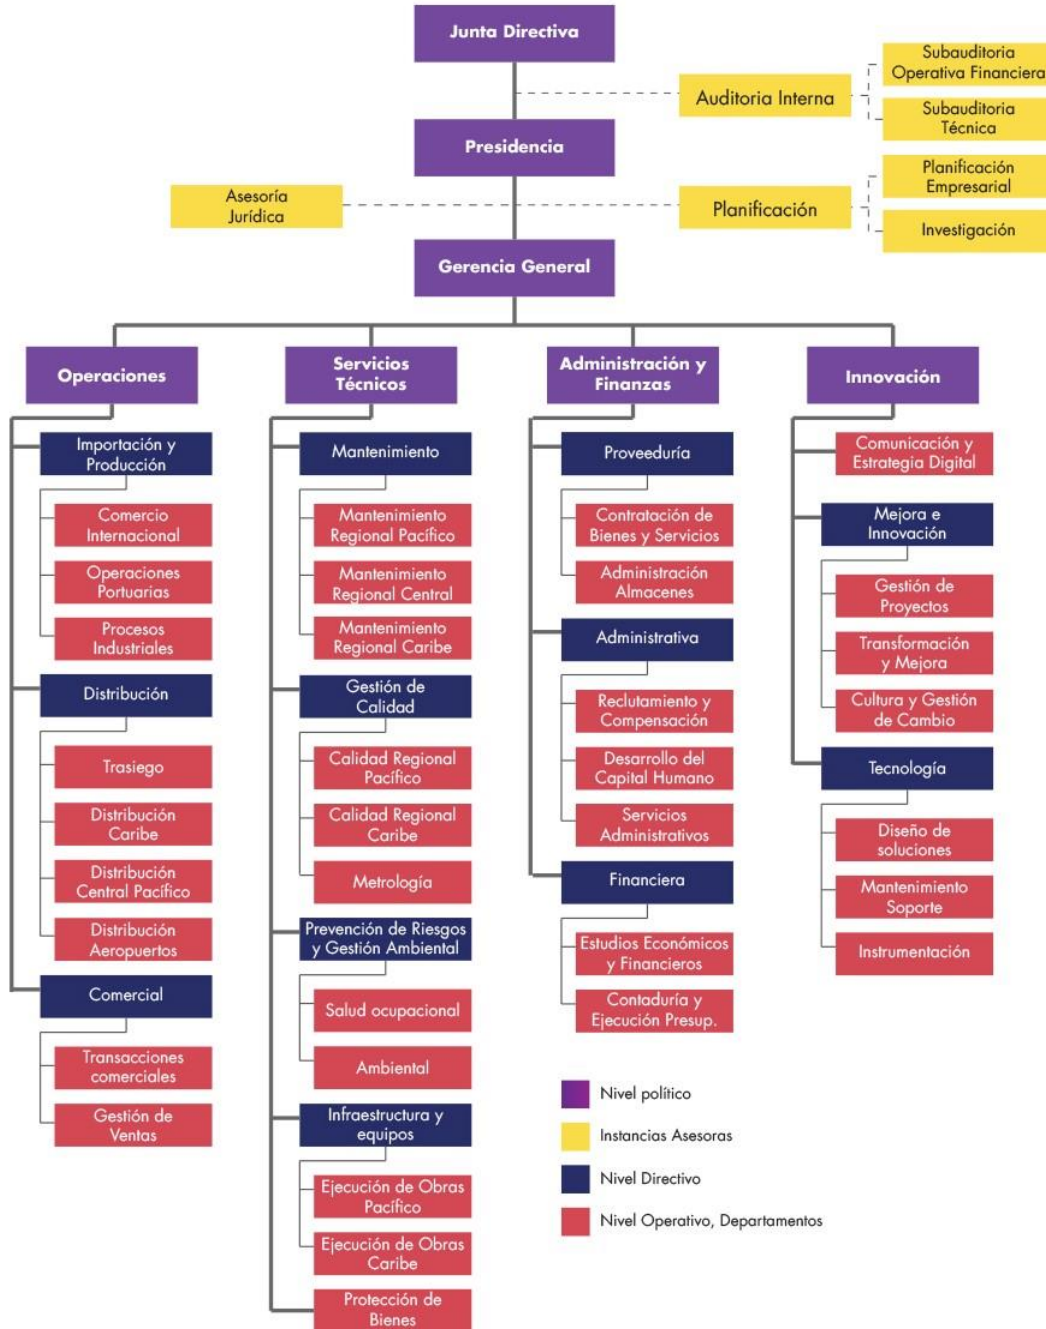 Junta Directiva
Subauditoria
Operativa Financiera
Auditoria Interna
Subauditoria
Técnica
Presidencia
Planificación
Empresarial
Asesoría
Jurídica
Planificación
Investigación
Gerencia General
Operaciones
Servicios
Técnicos
Administración y
Finanzas
Innovación
Importación y
Producción
Comercio
Internacional
Operaciones
Portuarias
Procesos
Industriales
Distribución
Trasiego
Distribución
Caribe
Distribución
Central Pacífico
Distribución
Aeropuertos
Comercial
Transacciones
comerciales
Gestión de
Ventas
Mantenimiento
Mantenimiento
Regional Pacífico
Mantenimiento
Regional Central
Mantenimiento
Regional Caribe
Gestión de
Calidad
Calidad Regional
Pacífico
Calidad Regional
Caribe
Metrología
Prevención de Riesgos
y Gestión Ambiental
Salud ocupacional
Ambiental
Infraestructura y
equipos
Ejecución de Obras
Pacífico
Ejecución de Obras
Caribe
Protección de
Bienes
Proveeduría
Contratación de
Bienes y Servicios
Administración
Almacenes
Administrativa
Reclutamiento y
Compensación
Desarrollo del
Capital Humano
Servicios
Administrativos
Financiera
Estudios Económicos
y Financieros
Contaduría y
Ejecución Presup.
Comunicación y
Estrategia Digital
Mejora e
Innovación
Gestión de
Proyectos
Transformación
y Mejora
Cultura y Gestión
de Cambio
Tecnología
Diseño de
soluciones
Mantenimiento
Soporte
Instrumentación
Nivel político
Instancias Asesoras
Nivel Directivo
Nivel Operativo, Departamentos